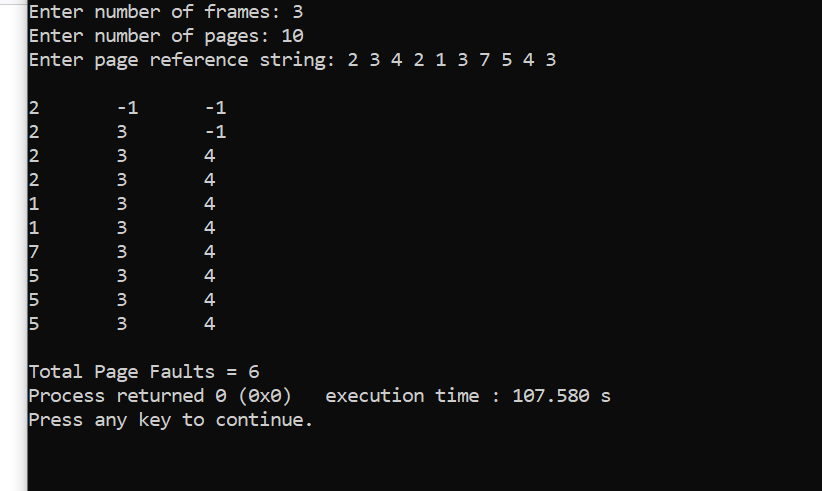 Enter number of frames: 3
Enter number of pages: 10
Enter page reference string: 2 3 4 2 1 3 7 5 4 3
2 -1 -1
2 3 -1
2 3 4
2 3 4
1 3 4
1 3 4
7 3 4
5 3 4
5 3 4
5 3 4
Total Page Faults = 6
Process returned 0 (0x0) execution time : 107.580 s
Press any key to continue.